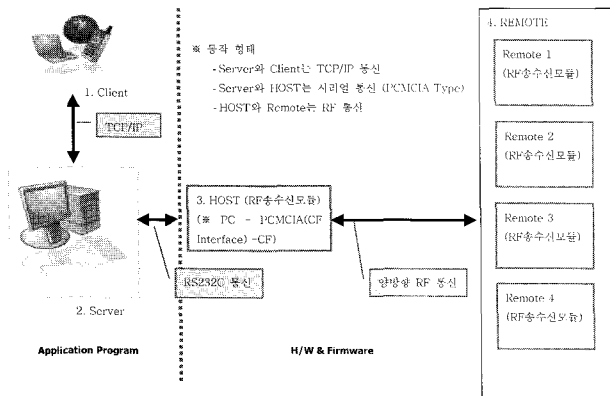 4. REMOTE
※ 동작 형태
- Server와 Client는 TCP/IP 통신
- Server와 HOST는 시리얼 통신 (PCMCIA Type)
- HOST와 Remote는 RF 통신
1. Client
TCP/IP
Remote 1
(RF송수신모듈)
Remote 2
(RF송수신모듈)
3. HOST (RF송수신모듈)
(※ PC - PCMCIA(CF
Interface) -CF)
Remote 3
(RF송수신모듈)
RS232C 통신
양방향 RF 통신
Remote 4
(RF송수신모듈)
2. Server
Application Program
H/W & Firmware